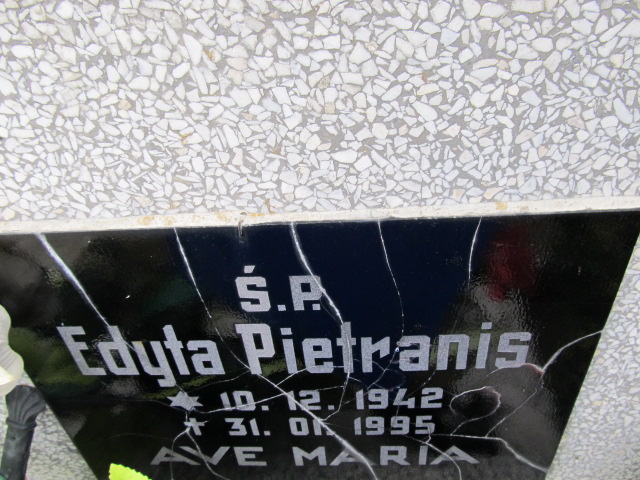 Ś.P.
Edyta Pietranis
* 10. 12. 1942
+ 31. 01. 1995
AVE MARIA